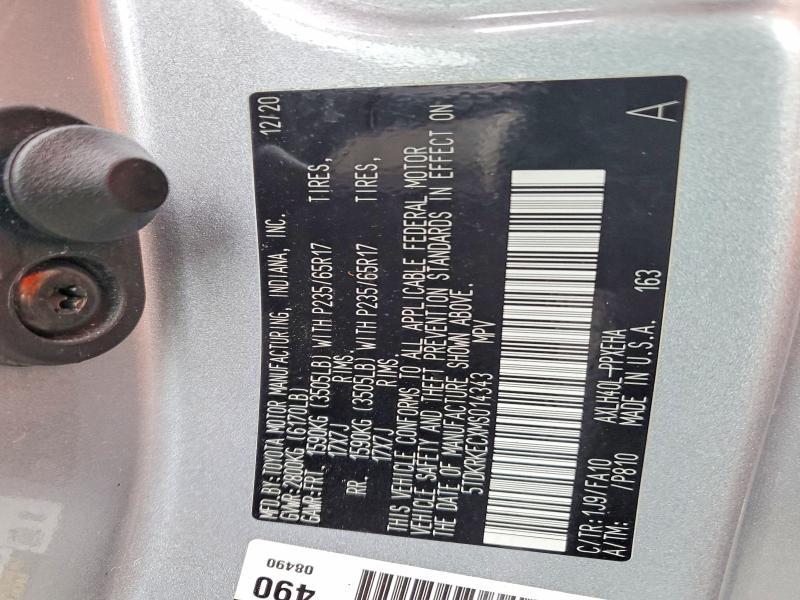 MFD.BY:TOYOTA MOTOR MANUFACTURING, INDIANA, INC. 12/20
GVWR:2800KG (6170LB)
GAWR:FRT. 1590KG (3505LB) WITH P235/65R17 TIRES,
17X7J RIMS.
RR. 1590KG (3505LB) WITH P235/65R17 TIRES,
17X7J RIMS.
THIS VEHICLE CONFORMS TO ALL APPLICABLE FEDERAL MOTOR
VEHICLE SAFETY AND THEFT PREVENTION STANDARDS IN EFFECT ON
THE DATE OF MANUFACTURE SHOWN ABOVE.
5TDKRKECXMS014343 MPV
C/TR:1J9/FA10 AXLH40L-PPXEHA
A/TM: /P810 MADE IN U.S.A. 163 A
08490
490